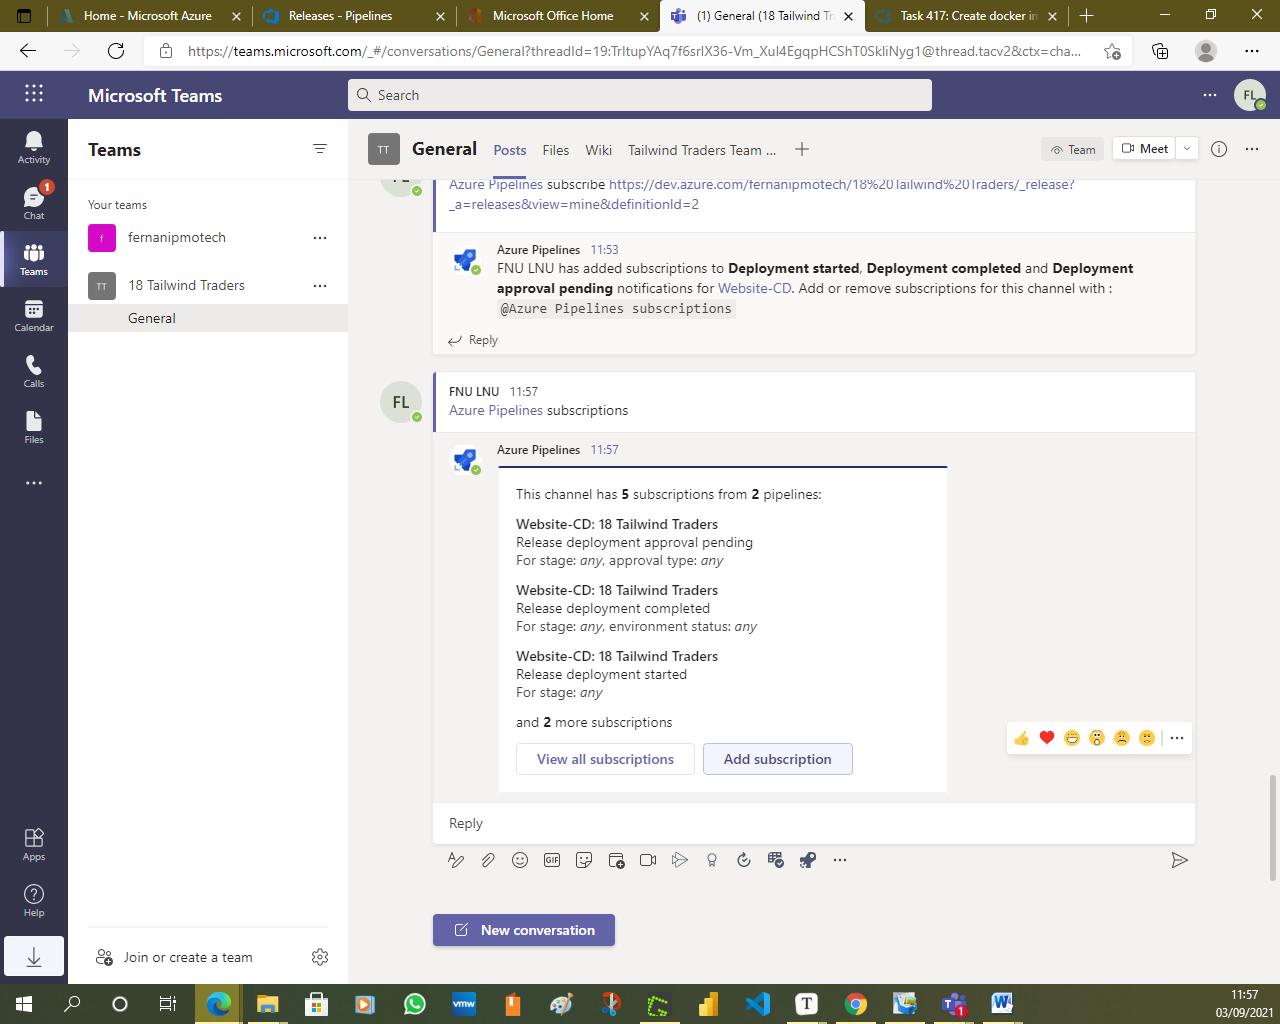 Home - Microsoft Azure
Releases - Pipelines
Microsoft Office Home
(1) General (18 Tailwind Tr
Task 417: Create docker in
https://teams.microsoft.com/_#/conversations/General?threadId=19:TrItupYAq7f6srIX36-Vm_XuI4EgqpHCShT0SkIiNyg1@thread.tacv2&ctx=cha...
Microsoft Teams
Search
FL
Activity
Chat
1
Teams
Calendar
Calls
Files
Apps
Help
Teams
Your teams
f
fernanipmotech
TT
18 Tailwind Traders
General
Join or create a team
TT
General
Posts
Files
Wiki
Tailwind Traders Team ...
Team
Meet
Azure Pipelines subscribe https://dev.azure.com/fernanipmotech/18%20Tailwind%20Traders/_release?
_a=releases&view=mine&definitionId=2
Azure Pipelines 11:53
FNU LNU has added subscriptions to Deployment started, Deployment completed and Deployment
approval pending notifications for Website-CD. Add or remove subscriptions for this channel with :
@Azure Pipelines subscriptions
Reply
FL
FNU LNU 11:57
Azure Pipelines subscriptions
Azure Pipelines 11:57
This channel has 5 subscriptions from 2 pipelines:
Website-CD: 18 Tailwind Traders
Release deployment approval pending
For stage: any, approval type: any
Website-CD: 18 Tailwind Traders
Release deployment completed
For stage: any, environment status: any
Website-CD: 18 Tailwind Traders
Release deployment started
For stage: any
and 2 more subscriptions
View all subscriptions
Add subscription
Reply
GIF
New conversation
vmw
T
1
11:57
03/09/2021